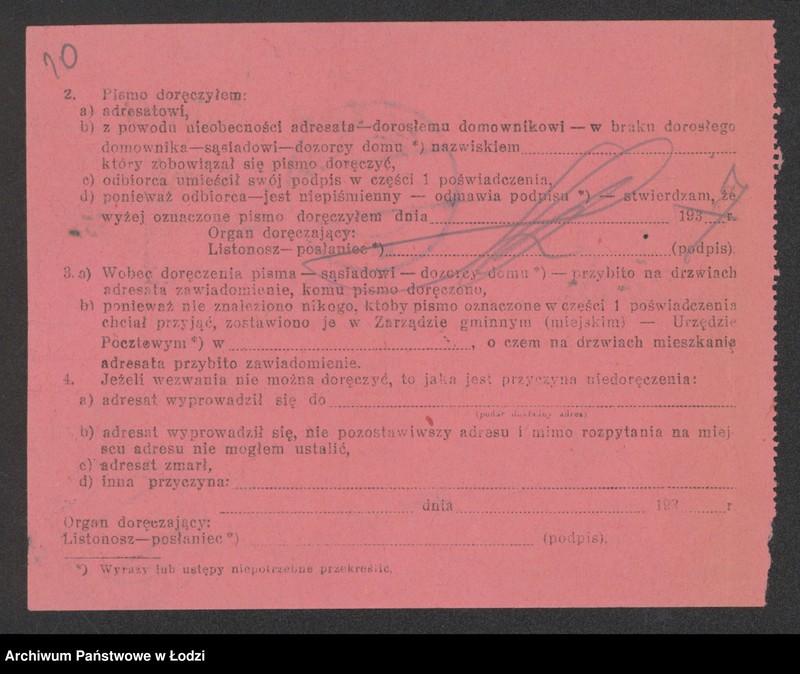 10
2. Pismo doręczyłem:
a) adresatowi,
b) z powodu nieobecności adresata—dorosłemu domownikowi — w braku dorosłego
domownika—sąsiadowi—dozorcy domu *) nazwiskiem
który zobowiązał się pismo doręczyć,
c) odbiorca umieścił swój podpis w części 1 poświadczenia,
d) ponieważ odbiorca—jest niepiśmienny — odmawia podpisu *) — stwierdzam, że
wyżej oznaczone pismo doręczyłem dnia 193 r.
Organ doręczający:
Listonosz—posłaniec *) (podpis).
3. a) Wobec doręczenia pisma — sąsiadowi — dozorcy domu *) — przybito na drzwiach
adresata zawiadomienie, komu pismo doręczono,
b) ponieważ nie znaleziono nikogo, ktoby pismo oznaczone w części 1 poświadczenia
chciał przyjąć, zostawiono je w Zarządzie gminnym (miejskim) — Urzędzie
Pocztowym *) w , o czem na drzwiach mieszkania
adresata przybito zawiadomienie.
4. Jeżeli wezwania nie można doręczyć, to jaka jest przyczyna niedoręczenia:
a) adresat wyprowadził się do
(podać dokładny adres)
b) adresat wyprowadził się, nie pozostawiwszy adresu i mimo rozpytania na miej
scu adresu nie mogłem ustalić,
c) adresat zmarł,
d) inna przyczyna:
dnia 193 r
Organ doręczający:
Listonosz—posłaniec *) (podpis).
*) Wyrazy lub ustępy niepotrzebne przekreślić.
Archiwum Państwowe w Łodzi